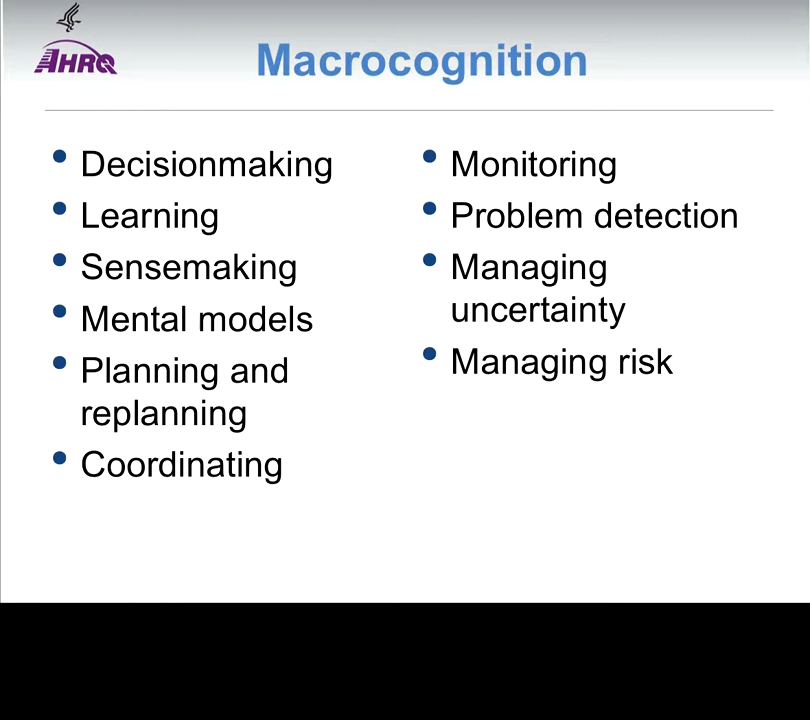 AHRQ
Macrocognition
• Decisionmaking
• Learning
• Sensemaking
• Mental models
• Planning and
replanning
• Coordinating
• Monitoring
• Problem detection
• Managing
uncertainty
• Managing risk